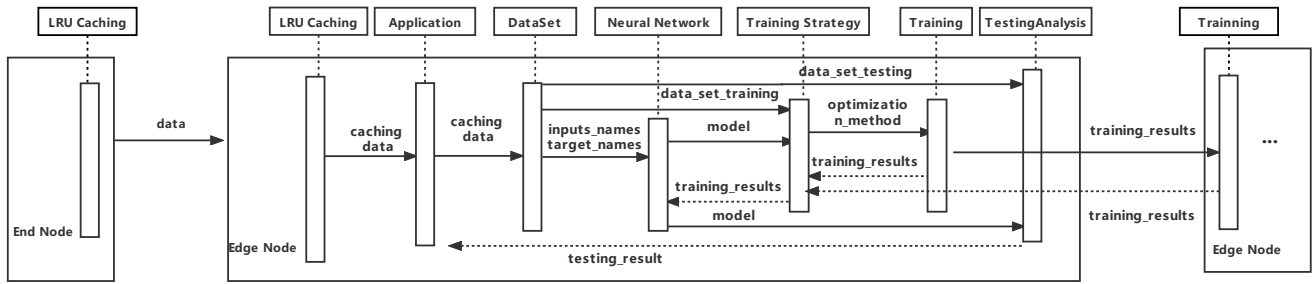 LRU Caching
LRU Caching
Application
DataSet
Neural Network
Training Strategy
Training
TestingAnalysis
Trainning
data_set_testing
data_set_training
optimizatio
n_method
data
caching
data
caching
data
inputs_names
target_names
model
training_results
training_results
training_results
...
model
training_results
End Node
Edge Node
testing_result
Edge Node